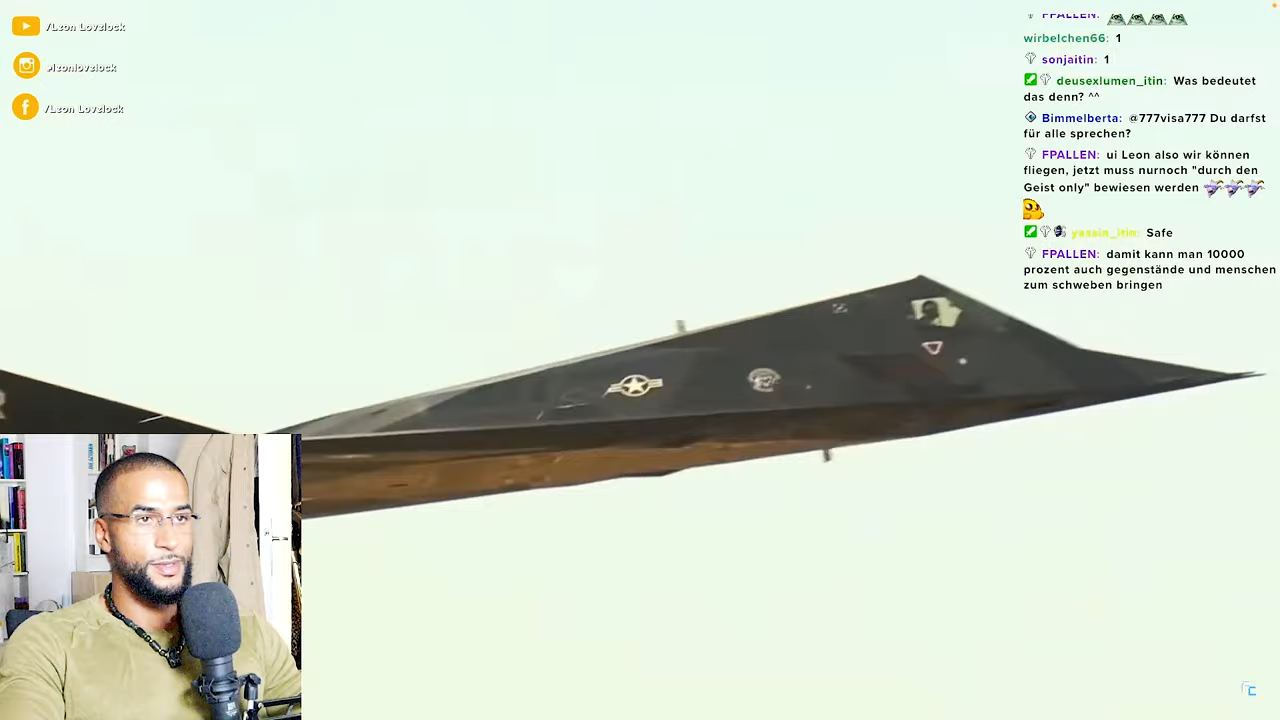 /Leon Lovelock
leonlovelock
/Leon Lovelock
FPALLEN:
wirbelchen66: 1
sonjaitin: 1
deusexlumen_itin: Was bedeutet
das denn? ^^
Bimmelberta: @777visa777 Du darfst
für alle sprechen?
FPALLEN: ui Leon also wir können
fliegen, jetzt muss nurnoch "durch den
Geist only" bewiesen werden
yassin_itin: Safe
FPALLEN: damit kann man 10000
prozent auch gegenstände und menschen
zum schweben bringen